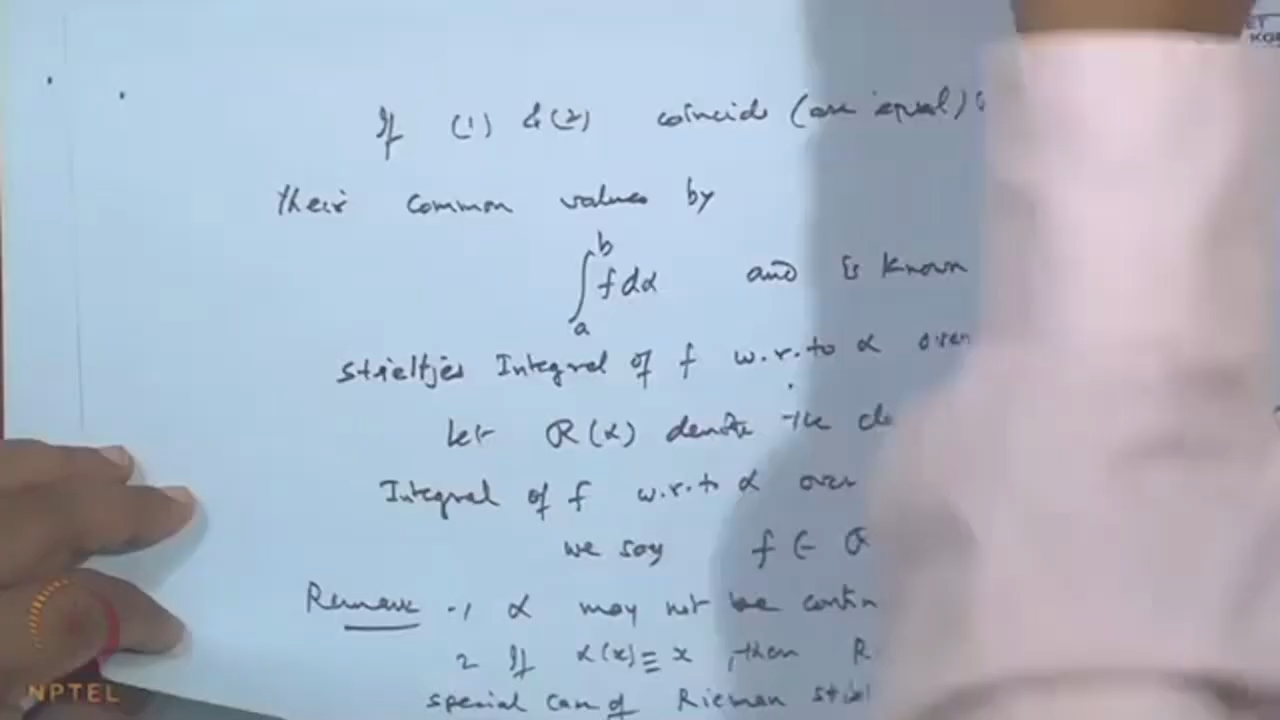 If (1) & (2) coincide (are equal)
their common values by
∫_a^b f dα and is known
Strieltjes Integral of f w.r.to α over
Let R(α) denote the
Integral of f w.r.to α over
we say f ∈ R
Remark .1 α may not be contin
2 If α(x) ≡ x , then R
special case of Rieman stiel
NPTEL